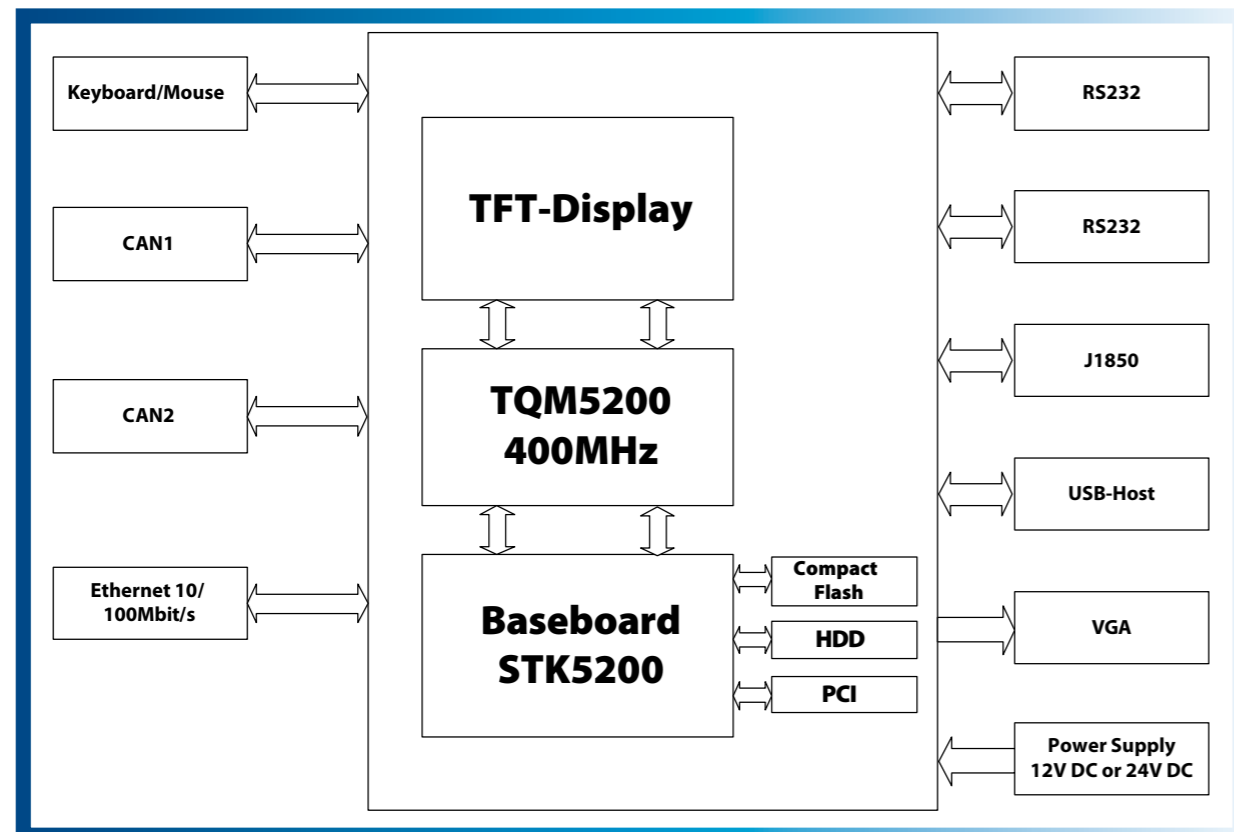 Keyboard/Mouse
CAN1
CAN2
Ethernet 10/
100Mbit/s
TFT-Display
TQM5200
400MHz
Baseboard
STK5200
Compact
Flash
HDD
PCI
RS232
RS232
J1850
USB-Host
VGA
Power Supply
12V DC or 24V DC